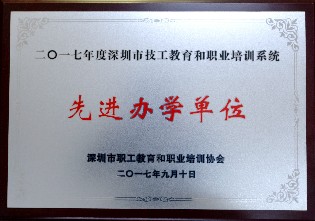 二〇一七年度深圳市技工教育和职业培训系统
先进办学单位
深圳市职工教育和职业培训协会
二〇一七年九月十日